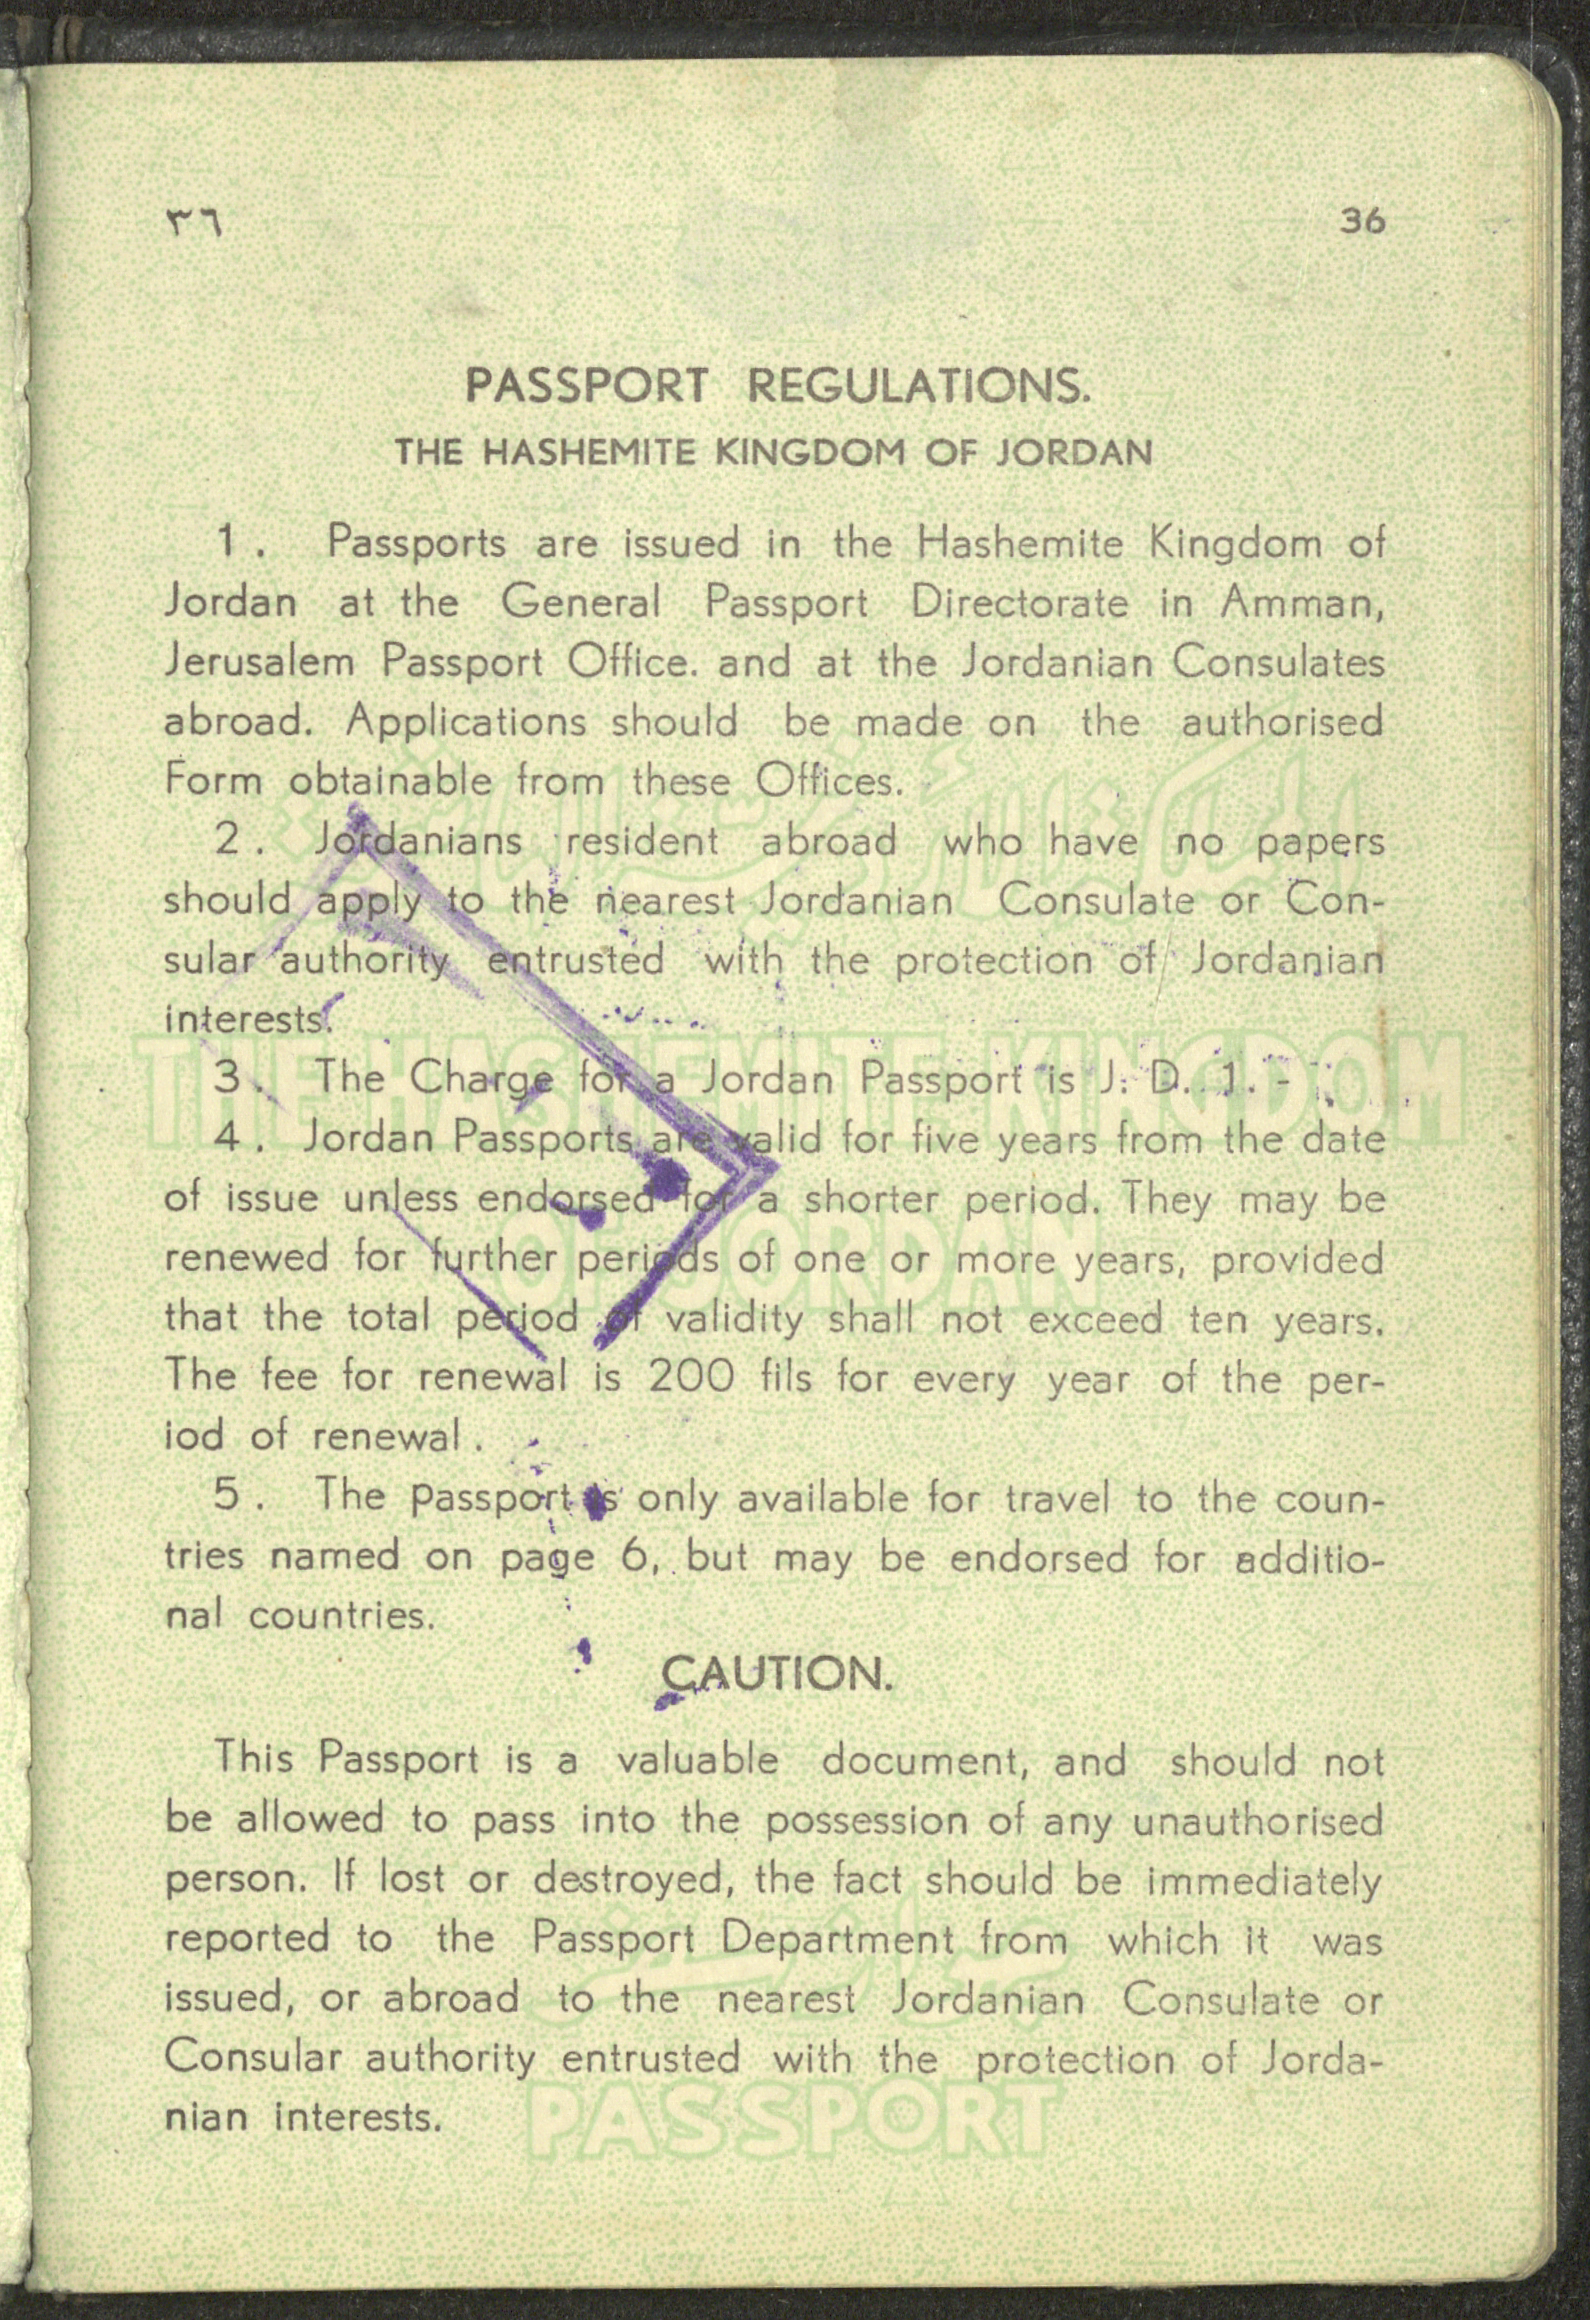 ٣٦ 36
PASSPORT REGULATIONS.
THE HASHEMITE KINGDOM OF JORDAN
1. Passports are issued in the Hashemite Kingdom of
Jordan at the General Passport Directorate in Amman,
Jerusalem Passport Office. and at the Jordanian Consulates
abroad. Applications should be made on the authorised
Form obtainable from these Offices.
2. Jordanians resident abroad who have no papers
should apply to the nearest Jordanian Consulate or Con-
sular authority entrusted with the protection of Jordanian
interests.
3. The Charge for a Jordan Passport is J. D. 1. -
4. Jordan Passports are valid for five years from the date
of issue unless endorsed for a shorter period. They may be
renewed for further periods of one or more years, provided
that the total period of validity shall not exceed ten years.
The fee for renewal is 200 fils for every year of the per-
iod of renewal.
5. The Passport is only available for travel to the coun-
tries named on page 6, but may be endorsed for additio-
nal countries.
CAUTION.
This Passport is a valuable document, and should not
be allowed to pass into the possession of any unauthorised
person. If lost or destroyed, the fact should be immediately
reported to the Passport Department from which it was
issued, or abroad to the nearest Jordanian Consulate or
Consular authority entrusted with the protection of Jorda-
nian interests.
المملكة الأردنية الهاشمية
THE HASHEMITE KINGDOM
OF JORDAN
جواز سفر
PASSPORT